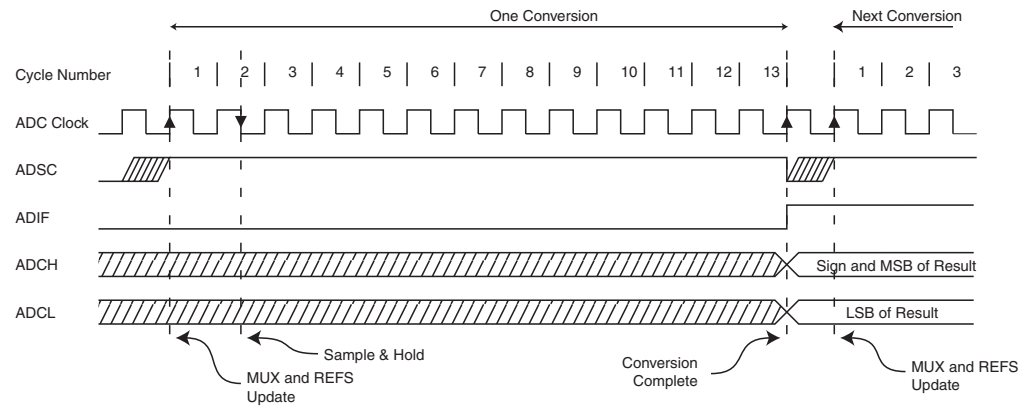 One Conversion Next Conversion
Cycle Number 1 2 3 4 5 6 7 8 9 10 11 12 13 1 2 3
ADC Clock
ADSC
ADIF
ADCH Sign and MSB of Result
ADCL LSB of Result
Sample & Hold
MUX and REFS
Update
Conversion
Complete
MUX and REFS
Update